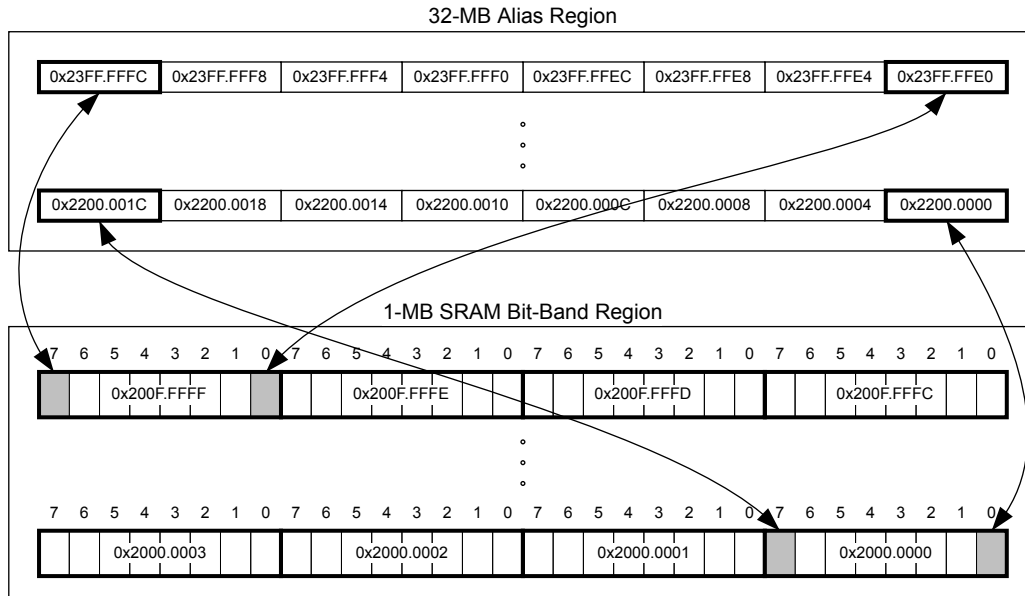 32-MB Alias Region
0x23FF.FFFC 0x23FF.FFF8 0x23FF.FFF4 0x23FF.FFF0 0x23FF.FFEC 0x23FF.FFE8 0x23FF.FFE4 0x23FF.FFE0
0x2200.001C 0x2200.0018 0x2200.0014 0x2200.0010 0x2200.000C 0x2200.0008 0x2200.0004 0x2200.0000
1-MB SRAM Bit-Band Region
7 6 5 4 3 2 1 0 7 6 5 4 3 2 1 0 7 6 5 4 3 2 1 0 7 6 5 4 3 2 1 0
0x200F.FFFF 0x200F.FFFE 0x200F.FFFD 0x200F.FFFC
7 6 5 4 3 2 1 0 7 6 5 4 3 2 1 0 7 6 5 4 3 2 1 0 7 6 5 4 3 2 1 0
0x2000.0003 0x2000.0002 0x2000.0001 0x2000.0000